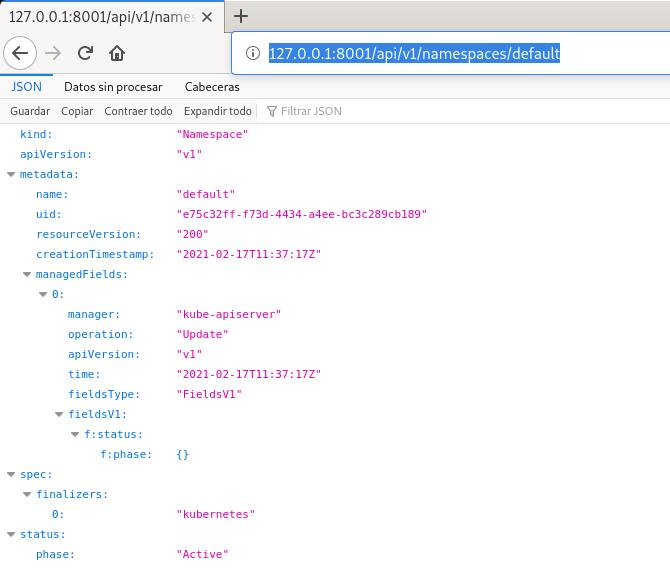 127.0.0.1:8001/api/v1/names
127.0.0.1:8001/api/v1/namespaces/default
JSON Datos sin procesar Cabeceras
Guardar Copiar Contraer todo Expandir todo Filtrar JSON
kind: "Namespace"
apiVersion: "v1"
metadata:
name: "default"
uid: "e75c32ff-f73d-4434-a4ee-bc3c289cb189"
resourceVersion: "200"
creationTimestamp: "2021-02-17T11:37:17Z"
managedFields:
0:
manager: "kube-apiserver"
operation: "Update"
apiVersion: "v1"
time: "2021-02-17T11:37:17Z"
fieldsType: "FieldsV1"
fieldsV1:
f:status:
f:phase: {}
spec:
finalizers:
0: "kubernetes"
status:
phase: "Active"